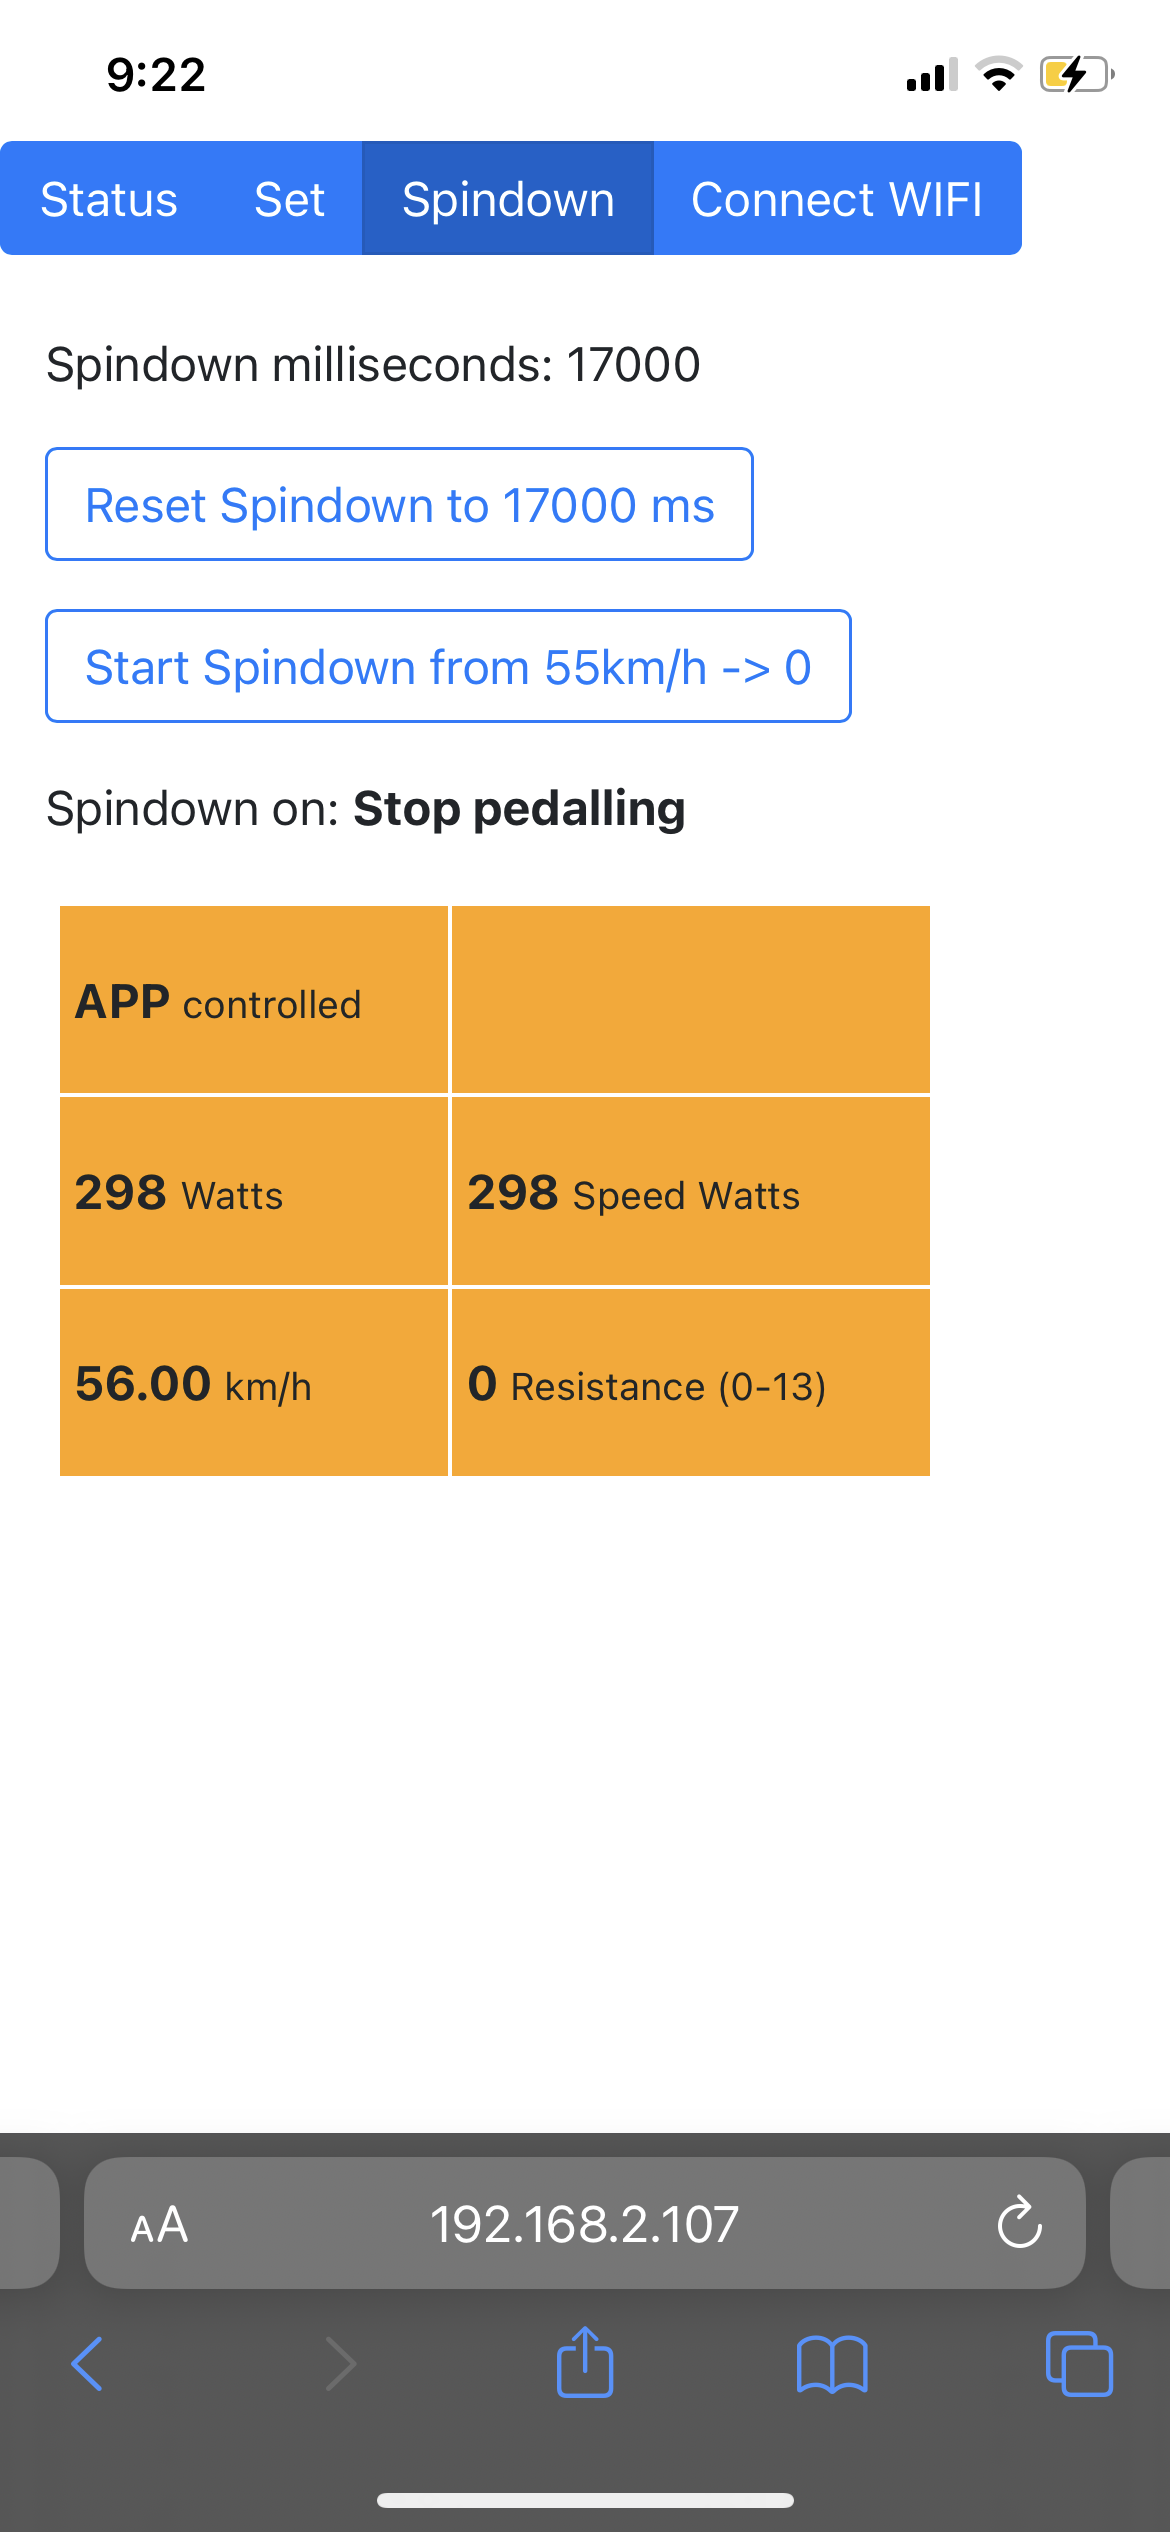 9:22
Status Set Spindown Connect WIFI
Spindown milliseconds: 17000
Reset Spindown to 17000 ms
Start Spindown from 55km/h -> 0
Spindown on: Stop pedalling
APP controlled
298 Watts 298 Speed Watts
56.00 km/h 0 Resistance (0-13)
AA 192.168.2.107